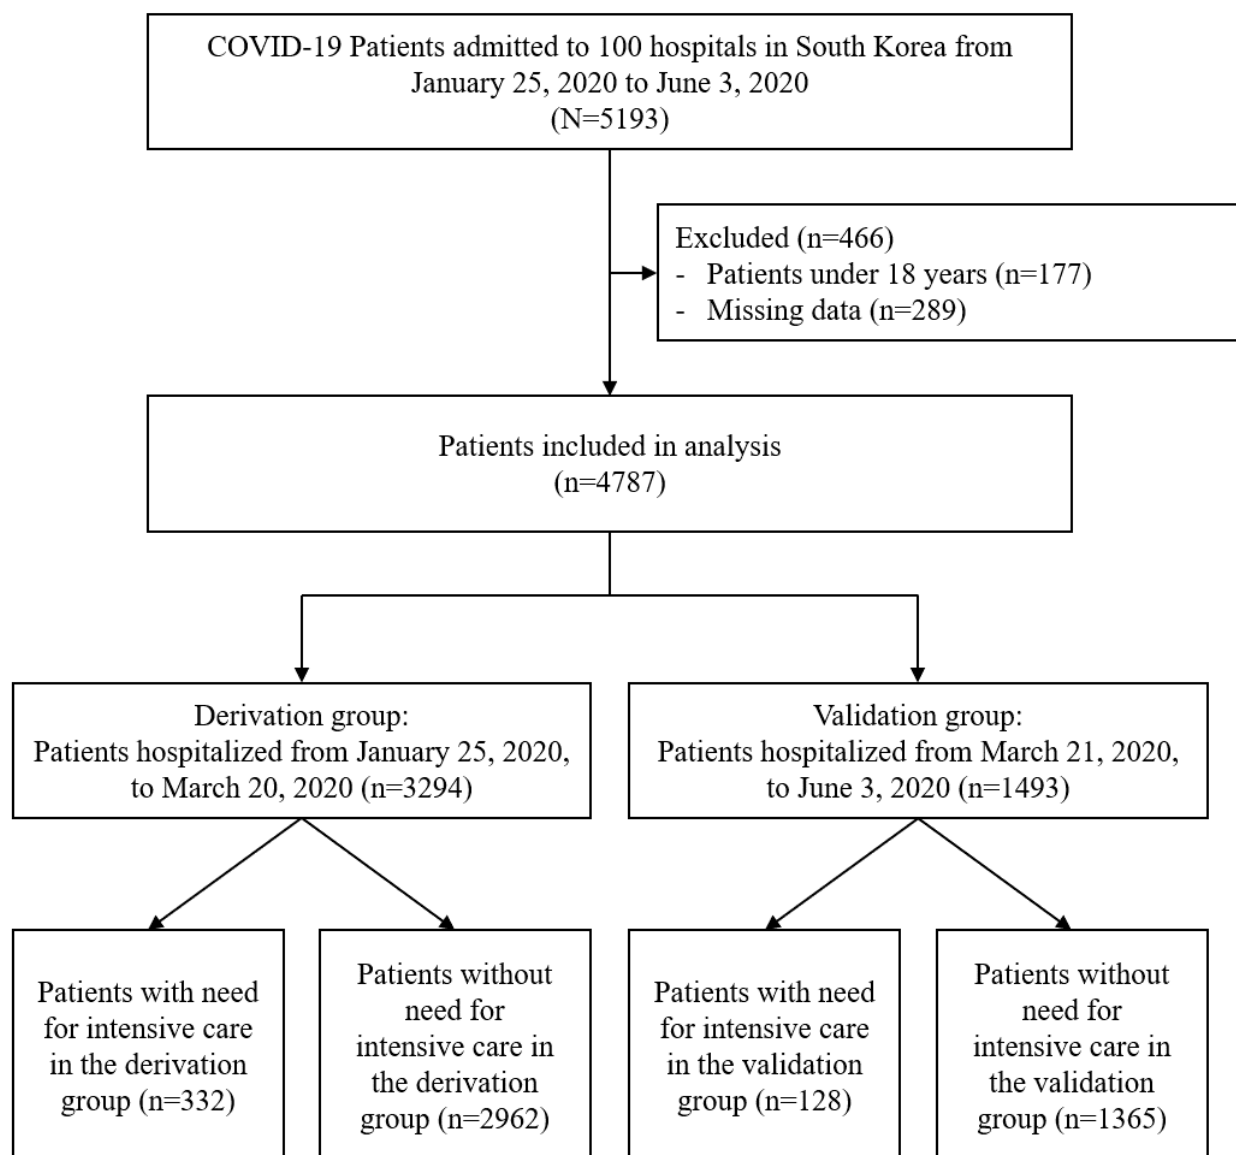 COVID-19 Patients admitted to 100 hospitals in South Korea from
January 25, 2020 to June 3, 2020
(N=5193)
Excluded (n=466)
- Patients under 18 years (n=177)
- Missing data (n=289)
Patients included in analysis
(n=4787)
Derivation group:
Patients hospitalized from January 25, 2020,
to March 20, 2020 (n=3294)
Validation group:
Patients hospitalized from March 21, 2020,
to June 3, 2020 (n=1493)
Patients with need
for intensive care
in the derivation
group (n=332)
Patients without
need for
intensive care in
the derivation
group (n=2962)
Patients with need
for intensive care
in the validation
group (n=128)
Patients without
need for
intensive care in
the validation
group (n=1365)